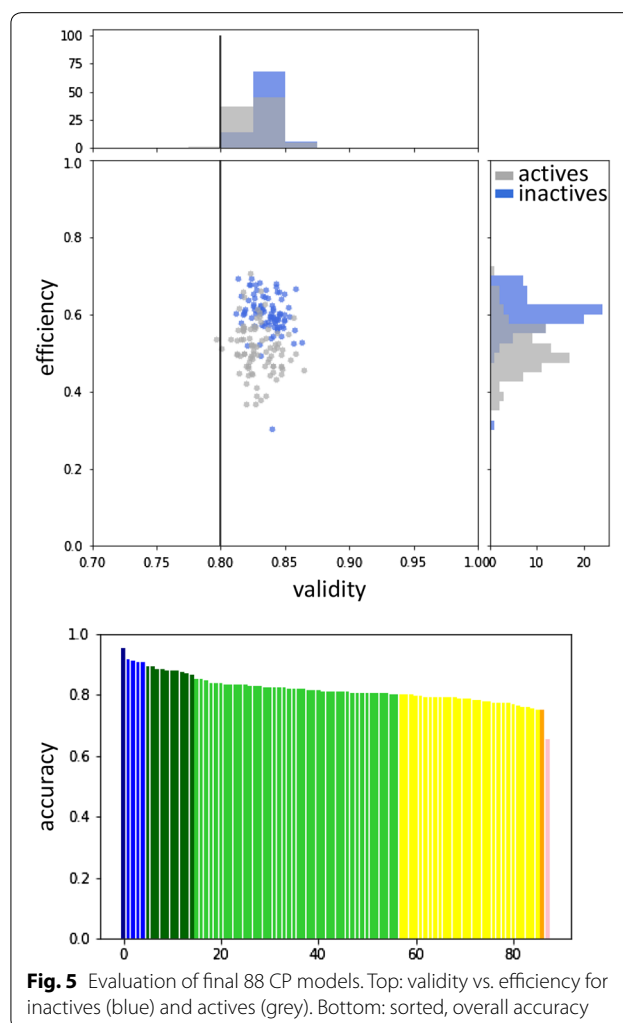 100
75
50
25
0
1.0
0.8
0.6
0.4
0.2
0.0
efficiency
actives
inactives
0.70 0.75 0.80 0.85 0.90 0.95 1.00
0 10 20
validity
1.0
0.8
0.6
0.4
0.2
0.0
accuracy
0 20 40 60 80
Fig. 5 Evaluation of final 88 CP models. Top: validity vs. efficiency for
inactives (blue) and actives (grey). Bottom: sorted, overall accuracy